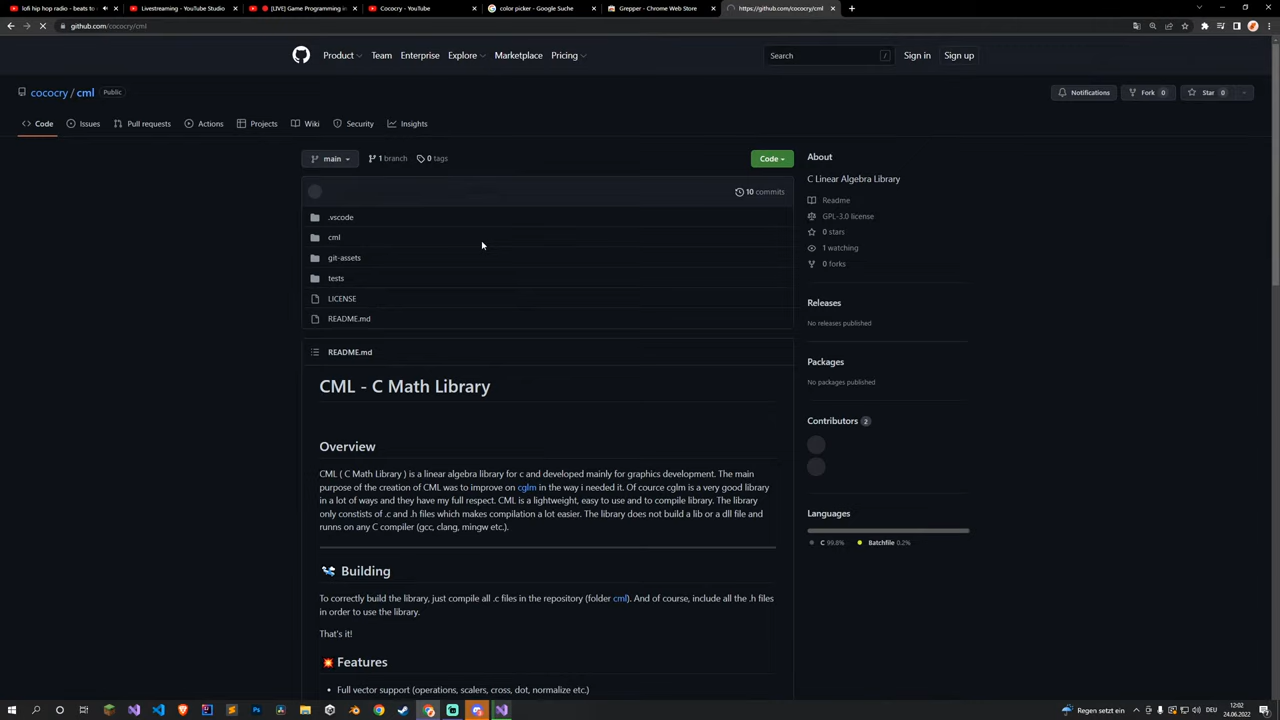 lofi hip hop radio - beats to
Livestreaming - YouTube Studio
[LIVE] Game Programming in
Cococry - YouTube
color picker - Google Suche
Grepper - Chrome Web Store
https://github.com/cococry/cml
github.com/cococry/cml
Product
Team
Enterprise
Explore
Marketplace
Pricing
Search
/
Sign in
Sign up
cococry / cml
Public
Notifications
Fork 0
Star 0
Code
Issues
Pull requests
Actions
Projects
Wiki
Security
Insights
main
1 branch
0 tags
Code
10 commits
.vscode
cml
git-assets
tests
LICENSE
README.md
README.md
CML - C Math Library
Overview
CML ( C Math Library ) is a linear algebra library for c and developed mainly for graphics development. The main
purpose of the creation of CML was to improve on cglm in the way i needed it. Of cource cglm is a very good library
in a lot of ways and they have my full respect. CML is a lightweight, easy to use and to compile library. The library
only constists of .c and .h files which makes compilation a lot easier. The library does not build a lib or a dll file and
runns on any C compiler (gcc, clang, mingw etc.).
Building
To correctly build the library, just compile all .c files in the repository (folder cml). And of course, include all the .h files
in order to use the library.
That's it!
Features
• Full vector support (operations, scalers, cross, dot, normalize etc.)
About
C Linear Algebra Library
Readme
GPL-3.0 license
0 stars
1 watching
0 forks
Releases
No releases published
Packages
No packages published
Contributors 2
Languages
C 99.8%
Batchfile 0.2%
Regen setzt ein
DEU
12:02
24.06.2022